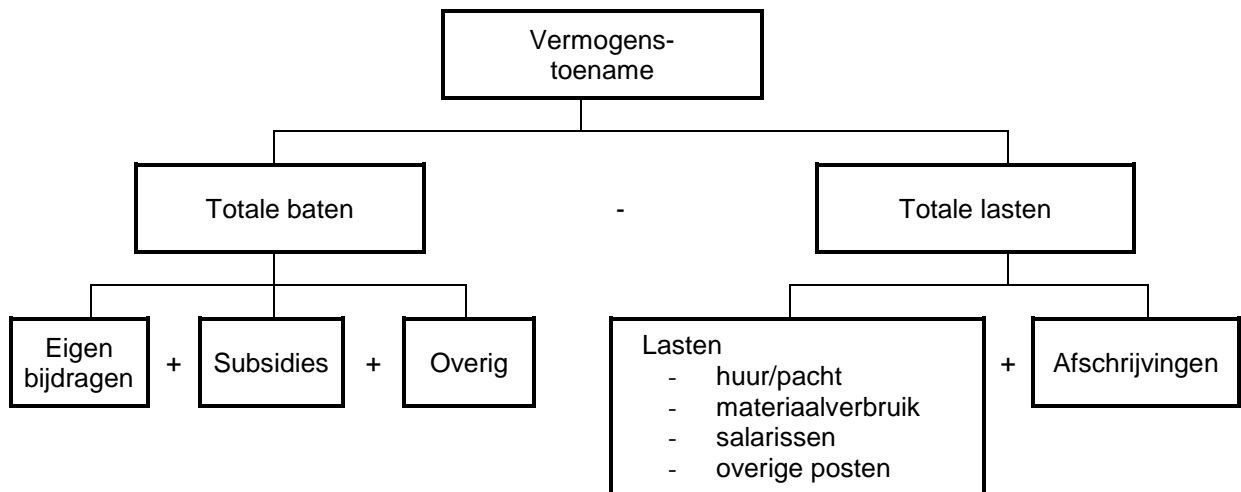 Vermogens-
toename
Totale baten
-
Totale lasten
Eigen
bijdragen
+
Subsidies
+
Overig
Lasten
- huur/pacht
- materiaalverbruik
- salarissen
- overige posten
+
Afschrijvingen